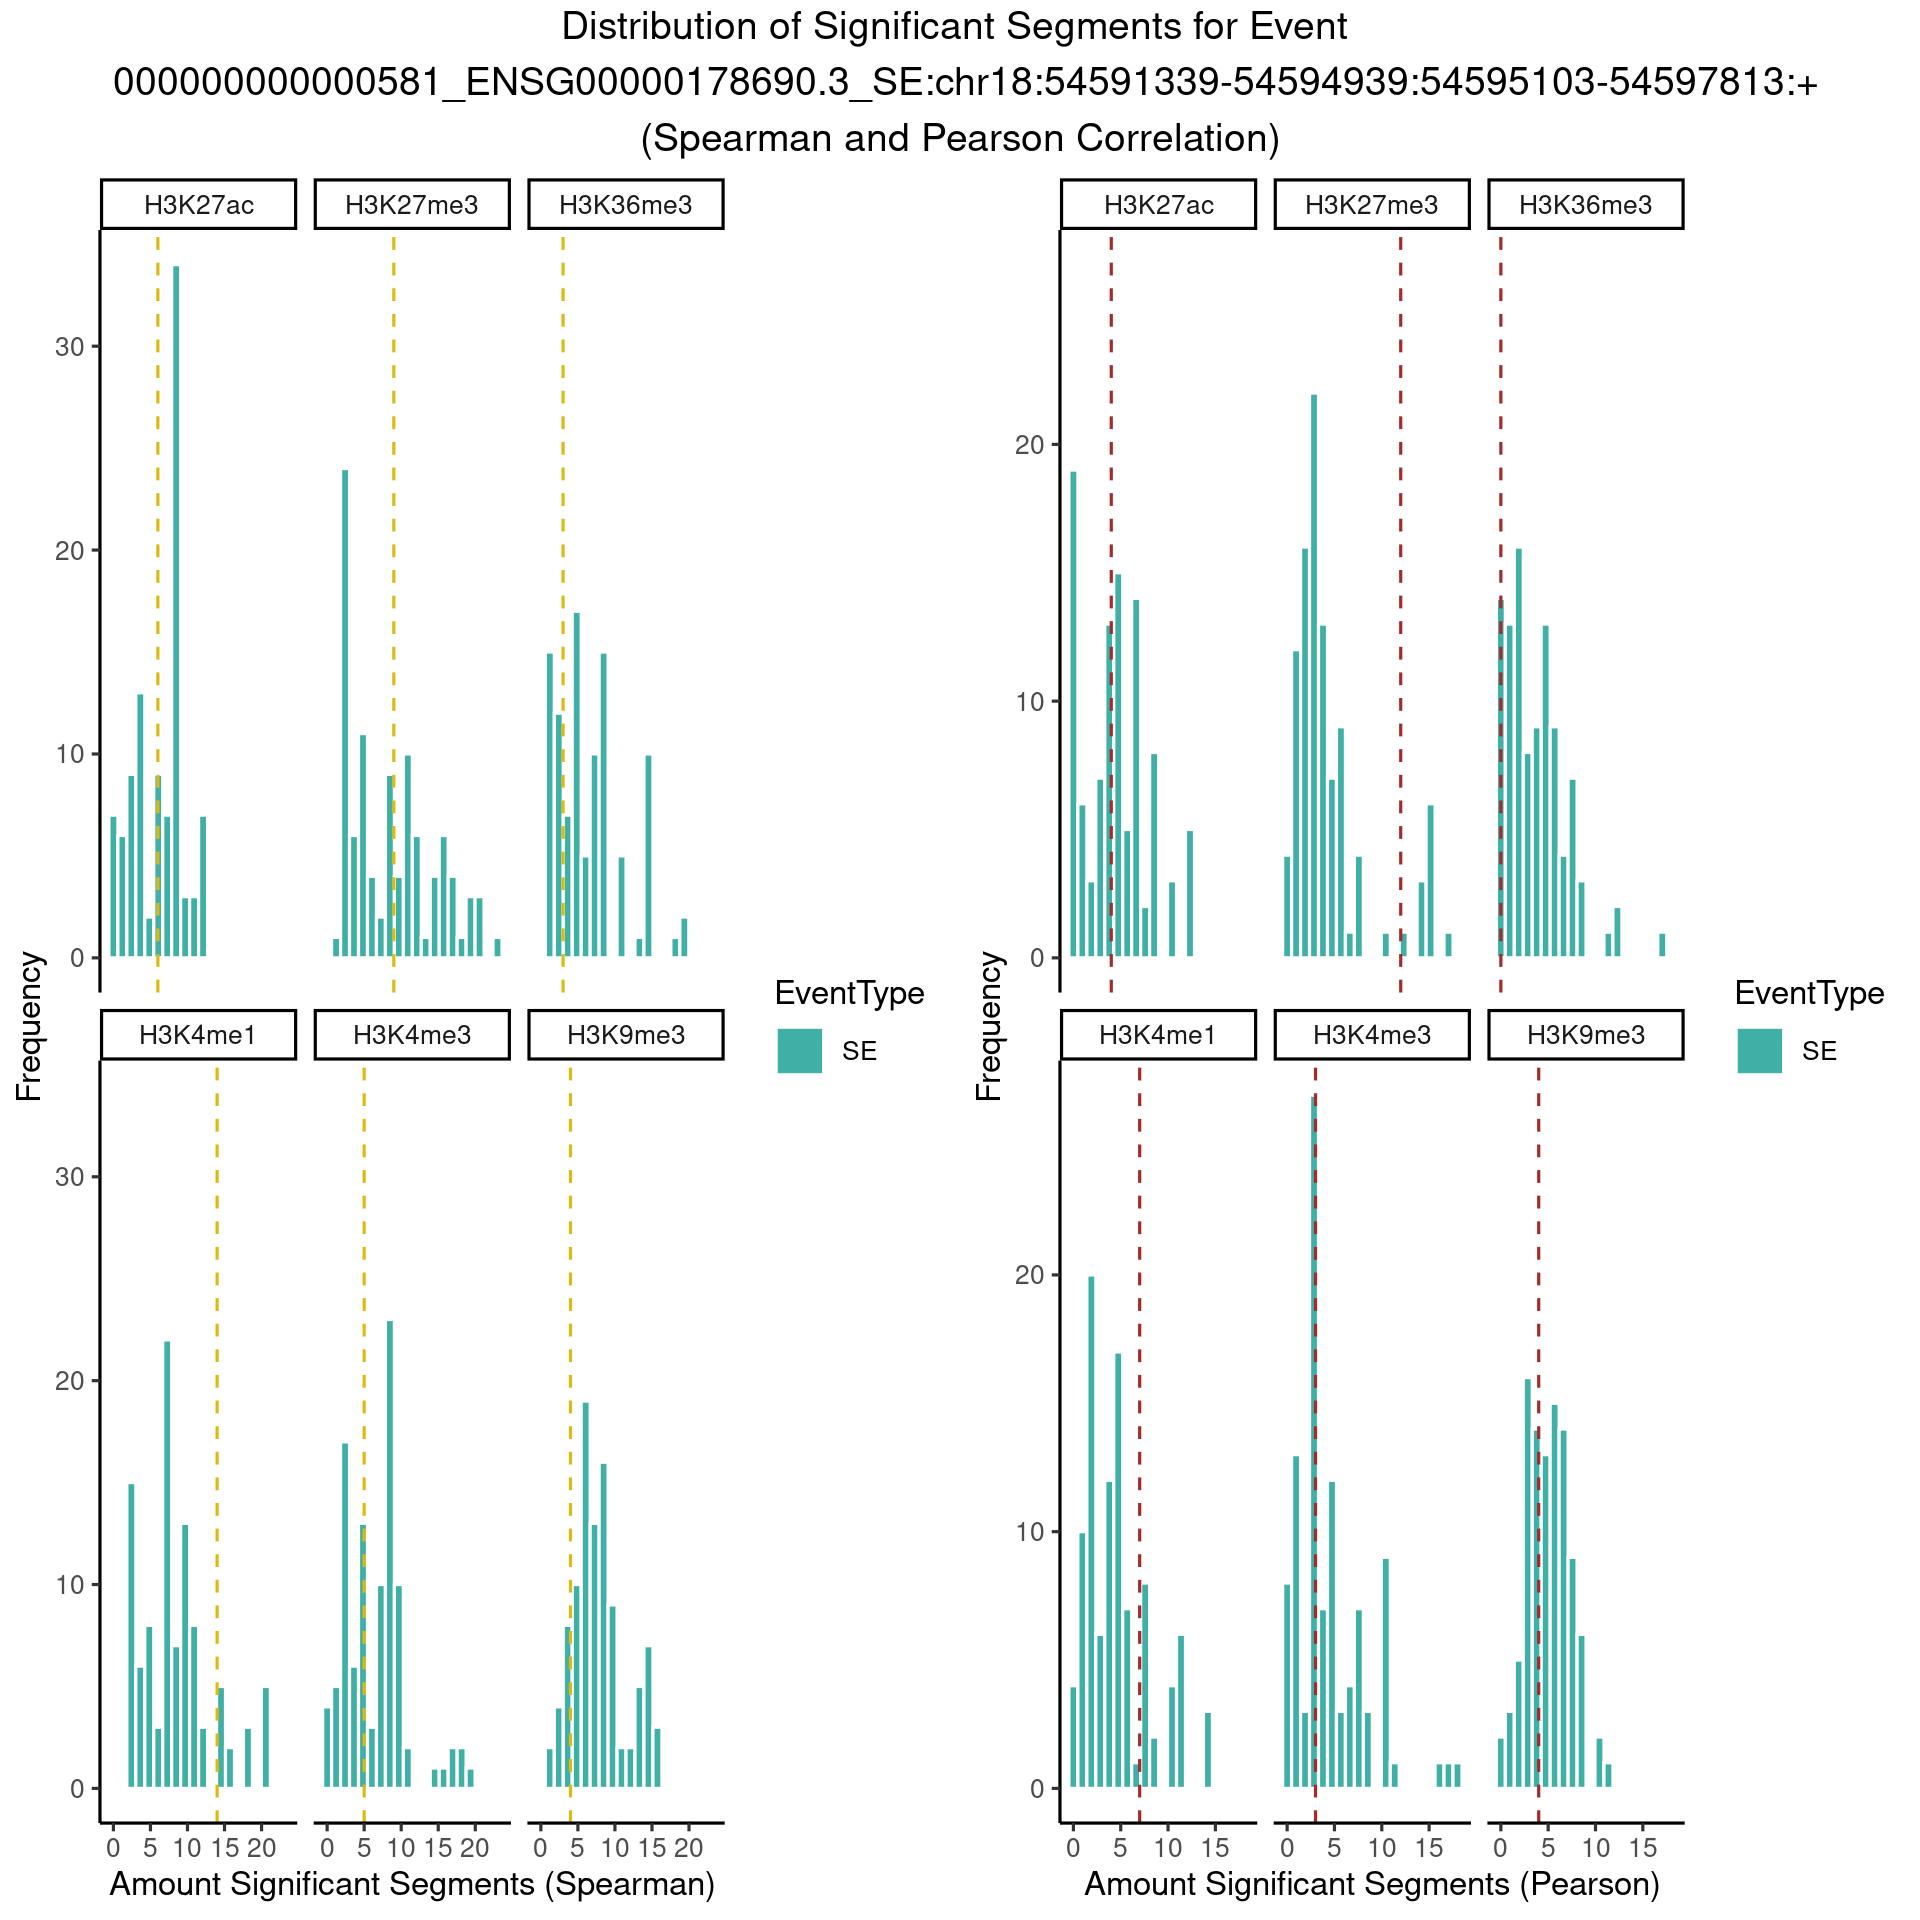 Distribution of Significant Segments for Event
000000000000581_ENSG00000178690.3_SE:chr18:54591339-54594939:54595103-54597813:+
(Spearman and Pearson Correlation)
H3K27ac H3K27me3 H3K36me3
30
20
10
0
H3K4me1 H3K4me3 H3K9me3
30
20
10
0
0 5 10 15 20 0 5 10 15 20 0 5 10 15 20
Frequency
Amount Significant Segments (Spearman)
EventType
SE
H3K27ac H3K27me3 H3K36me3
20
10
0
H3K4me1 H3K4me3 H3K9me3
20
10
0
0 5 10 15 0 5 10 15 0 5 10 15
Frequency
Amount Significant Segments (Pearson)
EventType
SE